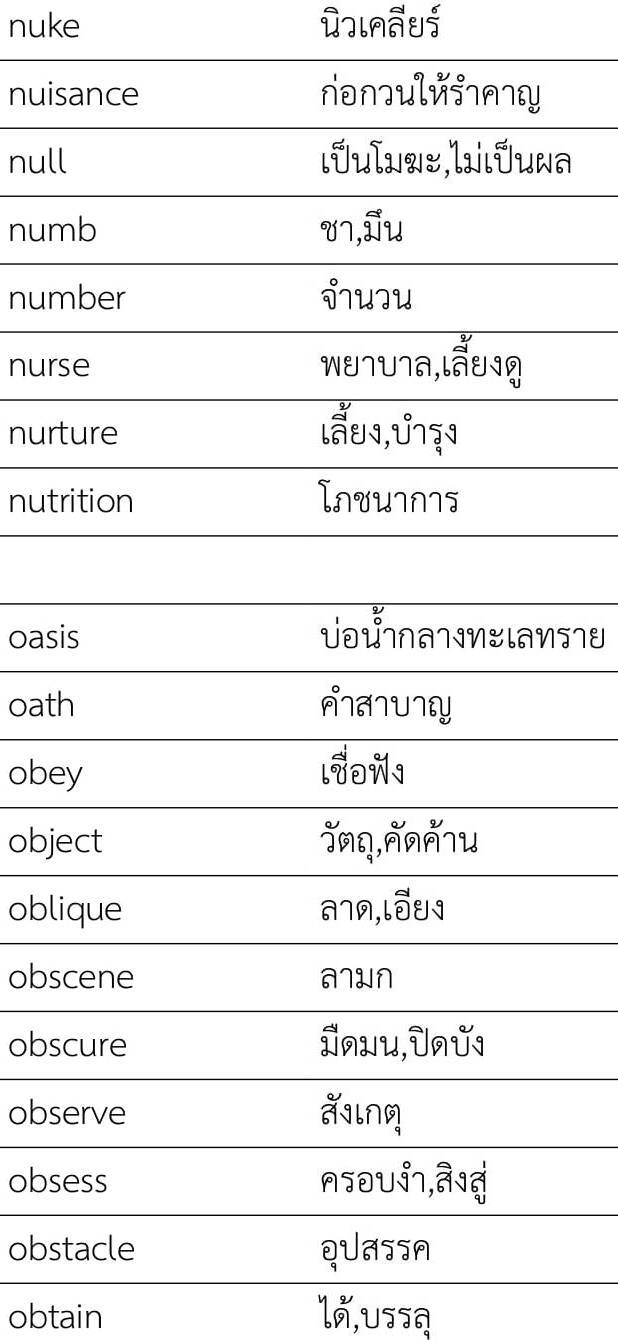 nuke นิวเคลียร์
nuisance ก่อกวนให้รำคาญ
null เป็นโมฆะ,ไม่เป็นผล
numb ชา,มึน
number จำนวน
nurse พยาบาล,เลี้ยงดู
nurture เลี้ยง,บำรุง
nutrition โภชนาการ
oasis บ่อน้ำกลางทะเลทราย
oath คำสาบาญ
obey เชื่อฟัง
object วัตถุ,คัดค้าน
oblique ลาด,เอียง
obscene ลามก
obscure มืดมน,ปิดบัง
observe สังเกตุ
obsess ครอบงำ,สิงสู่
obstacle อุปสรรค
obtain ได้,บรรลุ